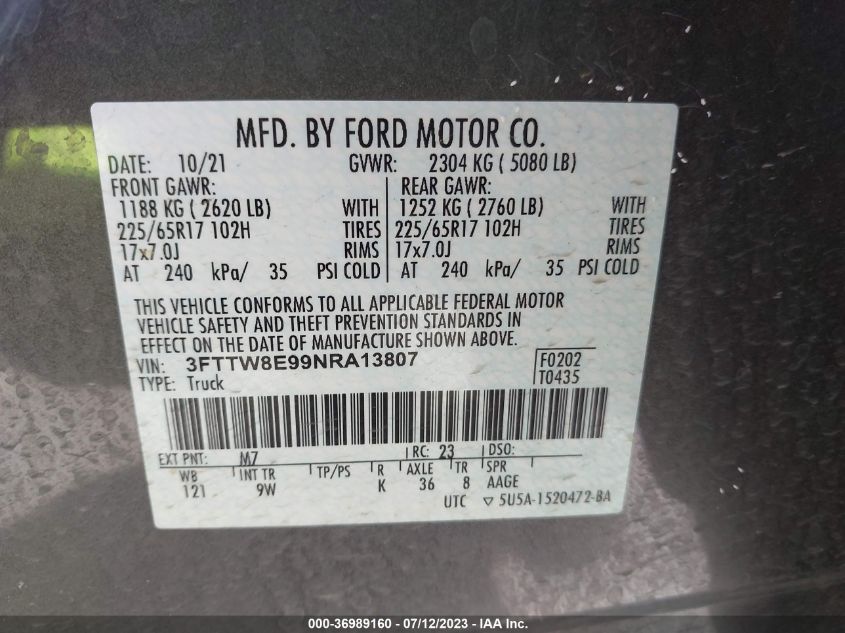 MFD. BY FORD MOTOR CO.
DATE: 10/21 GVWR: 2304 KG ( 5080 LB)
FRONT GAWR: REAR GAWR:
1188 KG ( 2620 LB) WITH 1252 KG ( 2760 LB) WITH
225/65R17 102H TIRES 225/65R17 102H TIRES
17x7.0J RIMS 17x7.0J RIMS
AT 240 kPa/ 35 PSI COLD AT 240 kPa/ 35 PSI COLD
THIS VEHICLE CONFORMS TO ALL APPLICABLE FEDERAL MOTOR
VEHICLE SAFETY AND THEFT PREVENTION STANDARDS IN
EFFECT ON THE DATE OF MANUFACTURE SHOWN ABOVE.
VIN: 3FTTW8E99NRA13807 F0202
TYPE: Truck T0435
EXT PNT: M7 RC: 23 DSO:
WB INT TR TP/PS R AXLE TR SPR
121 9W K 36 8 AAGE
UTC ▽ 5U5A-1520472-BA
000-36989160 - 07/12/2023 - IAA Inc.